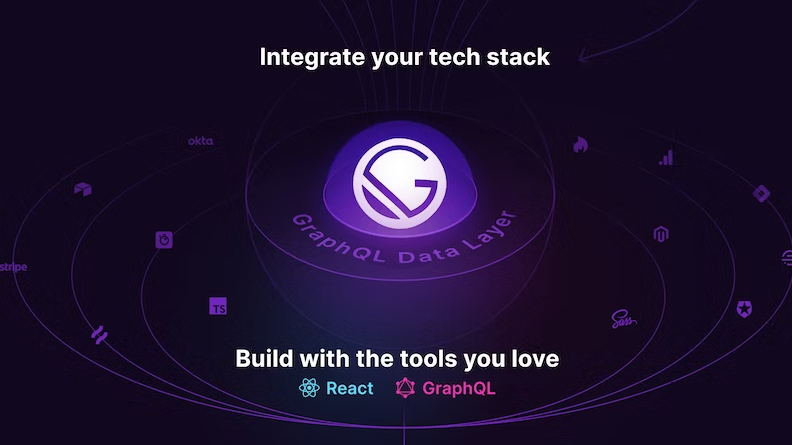 Integrate your tech stack
okta
stripe
GraphQL Data Layer
TS
Sass
Build with the tools you love
React
GraphQL